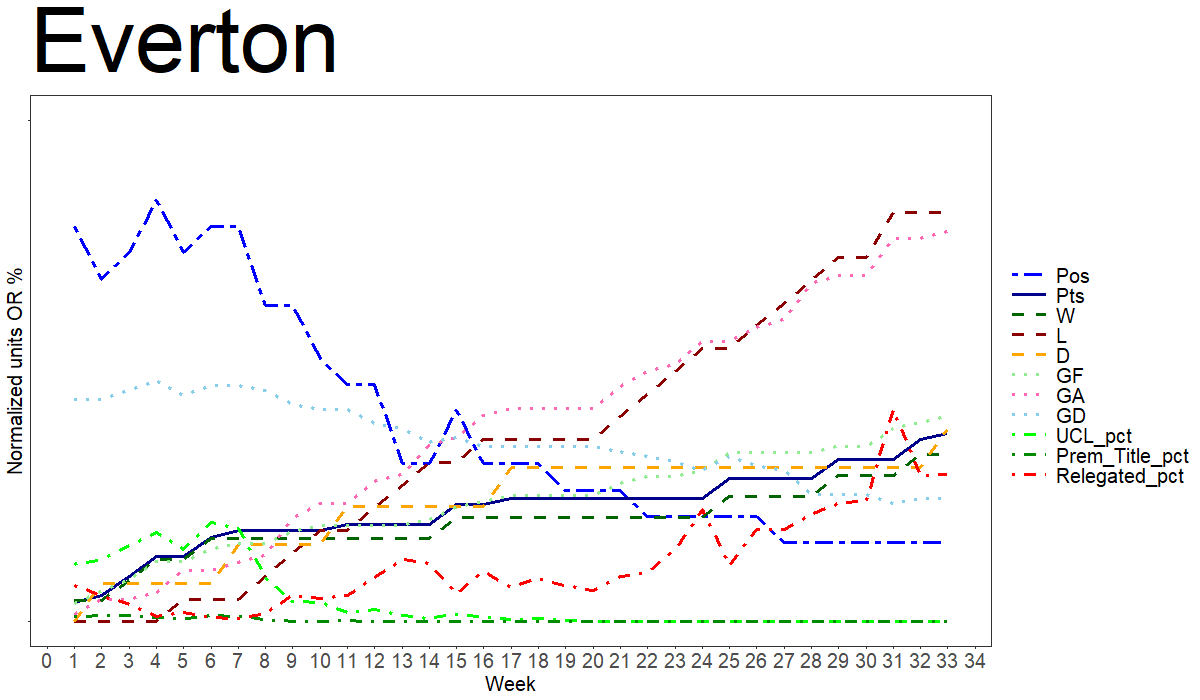 Everton
Normalized units OR %
Pos
Pts
W
L
D
GF
GA
GD
UCL_pct
Prem_Title_pct
Relegated_pct
0 1 2 3 4 5 6 7 8 9 10 11 12 13 14 15 16 17 18 19 20 21 22 23 24 25 26 27 28 29 30 31 32 33 34
Week